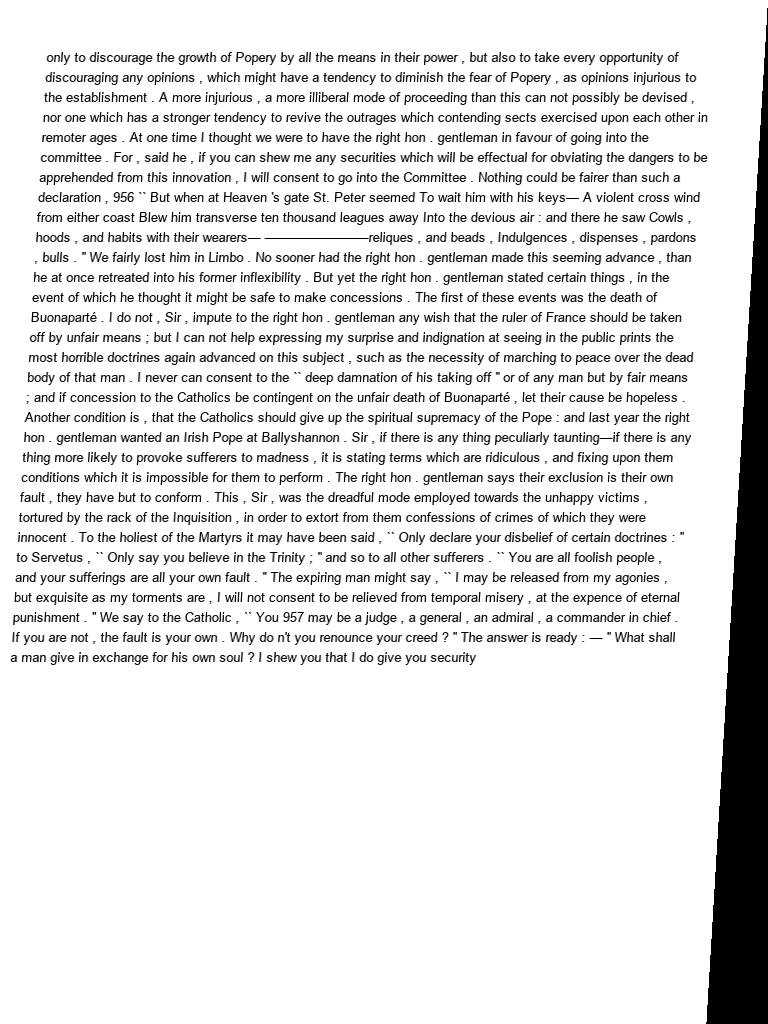 only to discourage the growth of Popery by all the means in their power , but also to take every opportunity of
discouraging any opinions , which might have a tendency to diminish the fear of Popery , as opinions injurious to
the establishment . A more injurious , a more illiberal mode of proceeding than this can not possibly be devised ,
nor one which has a stronger tendency to revive the outrages which contending sects exercised upon each other in
remoter ages . At one time I thought we were to have the right hon . gentleman in favour of going into the
committee . For , said he , if you can shew me any securities which will be effectual for obviating the dangers to be
apprehended from this innovation , I will consent to go into the Committee . Nothing could be fairer than such a
declaration , 956 `` But when at Heaven 's gate St. Peter seemed To wait him with his keys— A violent cross wind
from either coast Blew him transverse ten thousand leagues away Into the devious air : and there he saw Cowls ,
hoods , and habits with their wearers— ————————reliques , and beads , Indulgences , dispenses , pardons
, bulls . " We fairly lost him in Limbo . No sooner had the right hon . gentleman made this seeming advance , than
he at once retreated into his former inflexibility . But yet the right hon . gentleman stated certain things , in the
event of which he thought it might be safe to make concessions . The first of these events was the death of
Buonaparté . I do not , Sir , impute to the right hon . gentleman any wish that the ruler of France should be taken
off by unfair means ; but I can not help expressing my surprise and indignation at seeing in the public prints the
most horrible doctrines again advanced on this subject , such as the necessity of marching to peace over the dead
body of that man . I never can consent to the `` deep damnation of his taking off " or of any man but by fair means
; and if concession to the Catholics be contingent on the unfair death of Buonaparté , let their cause be hopeless .
Another condition is , that the Catholics should give up the spiritual supremacy of the Pope : and last year the right
hon . gentleman wanted an Irish Pope at Ballyshannon . Sir , if there is any thing peculiarly taunting—if there is any
thing more likely to provoke sufferers to madness , it is stating terms which are ridiculous , and fixing upon them
conditions which it is impossible for them to perform . The right hon . gentleman says their exclusion is their own
fault , they have but to conform . This , Sir , was the dreadful mode employed towards the unhappy victims ,
tortured by the rack of the Inquisition , in order to extort from them confessions of crimes of which they were
innocent . To the holiest of the Martyrs it may have been said , `` Only declare your disbelief of certain doctrines : "
to Servetus , `` Only say you believe in the Trinity ; " and so to all other sufferers . `` You are all foolish people ,
and your sufferings are all your own fault . " The expiring man might say , `` I may be released from my agonies ,
but exquisite as my torments are , I will not consent to be relieved from temporal misery , at the expence of eternal
punishment . " We say to the Catholic , `` You 957 may be a judge , a general , an admiral , a commander in chief .
If you are not , the fault is your own . Why do n't you renounce your creed ? " The answer is ready : — " What shall
a man give in exchange for his own soul ? I shew you that I do give you security